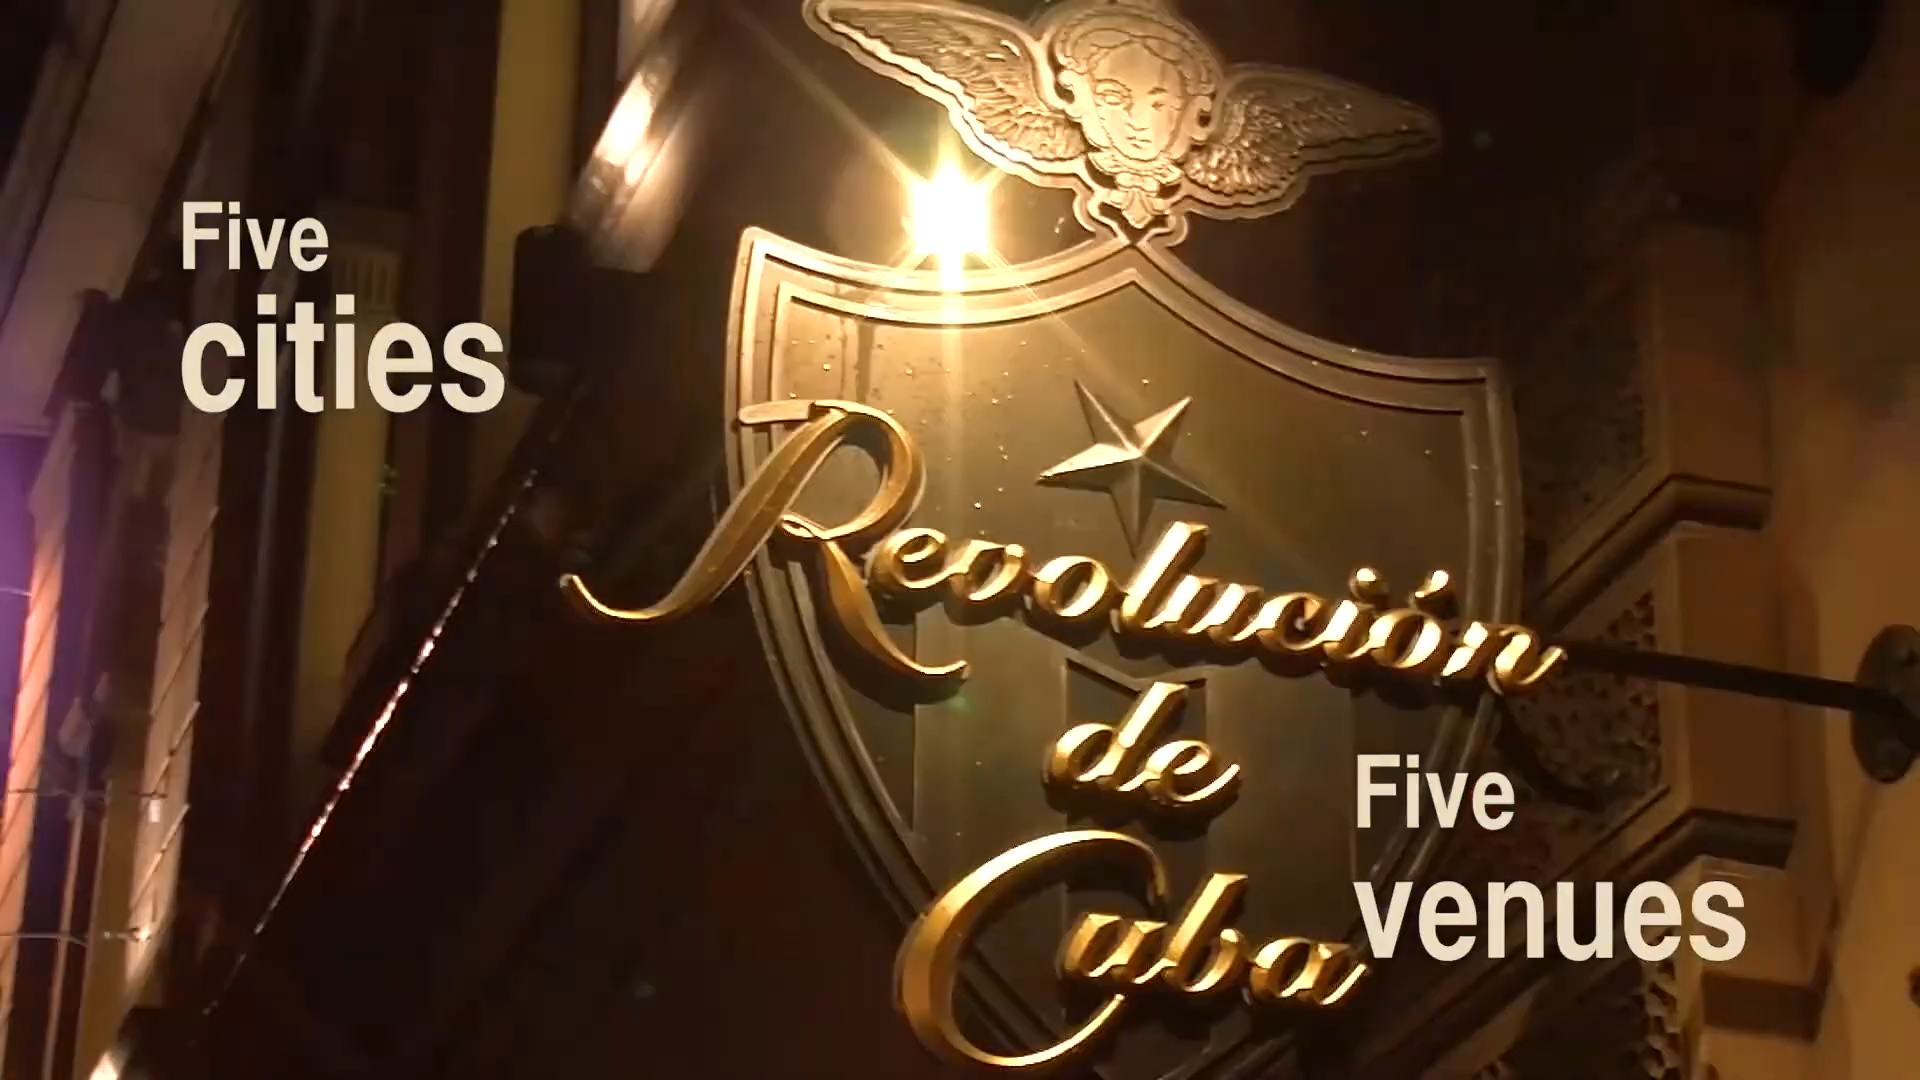 Five
cities
Revolución
de
Cuba
Five
venues